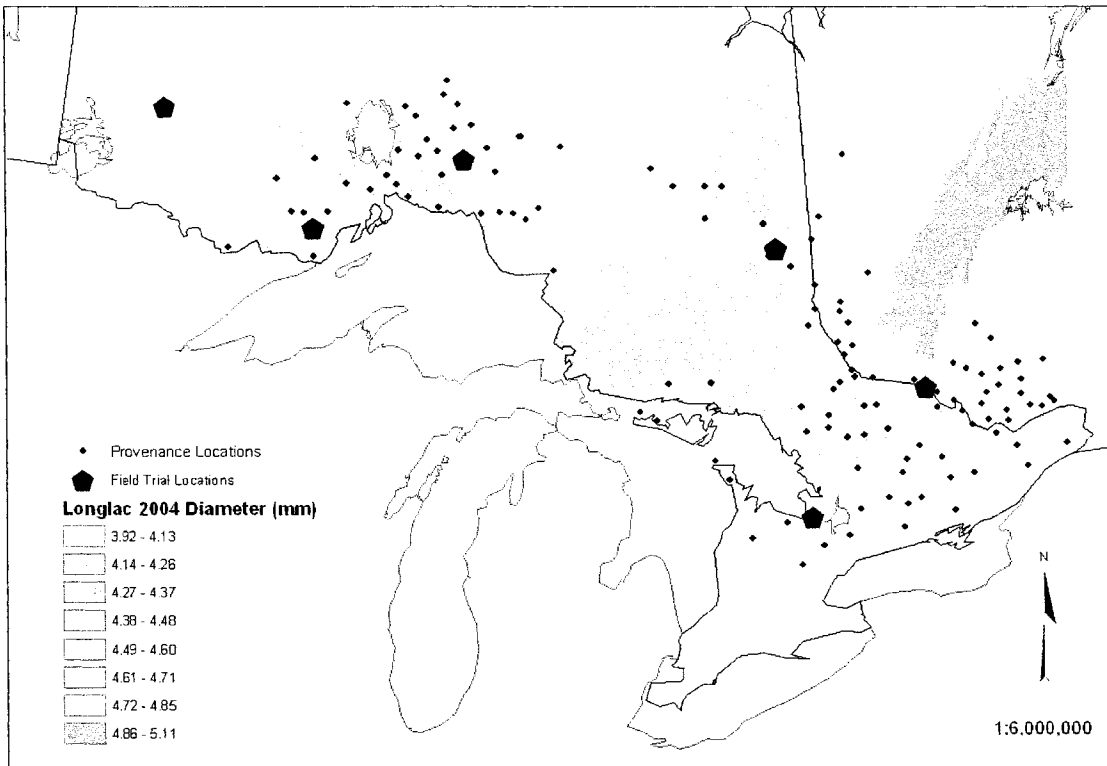 Provenance Locations
Field Trial Locations
Longlac 2004 Diameter (mm)
3.92 - 4.13
4.14 - 4.26
4.27 - 4.37
4.38 - 4.48
4.49 - 4.60
4.61 - 4.71
4.72 - 4.85
4.86 - 5.11
N
1:6,000,000